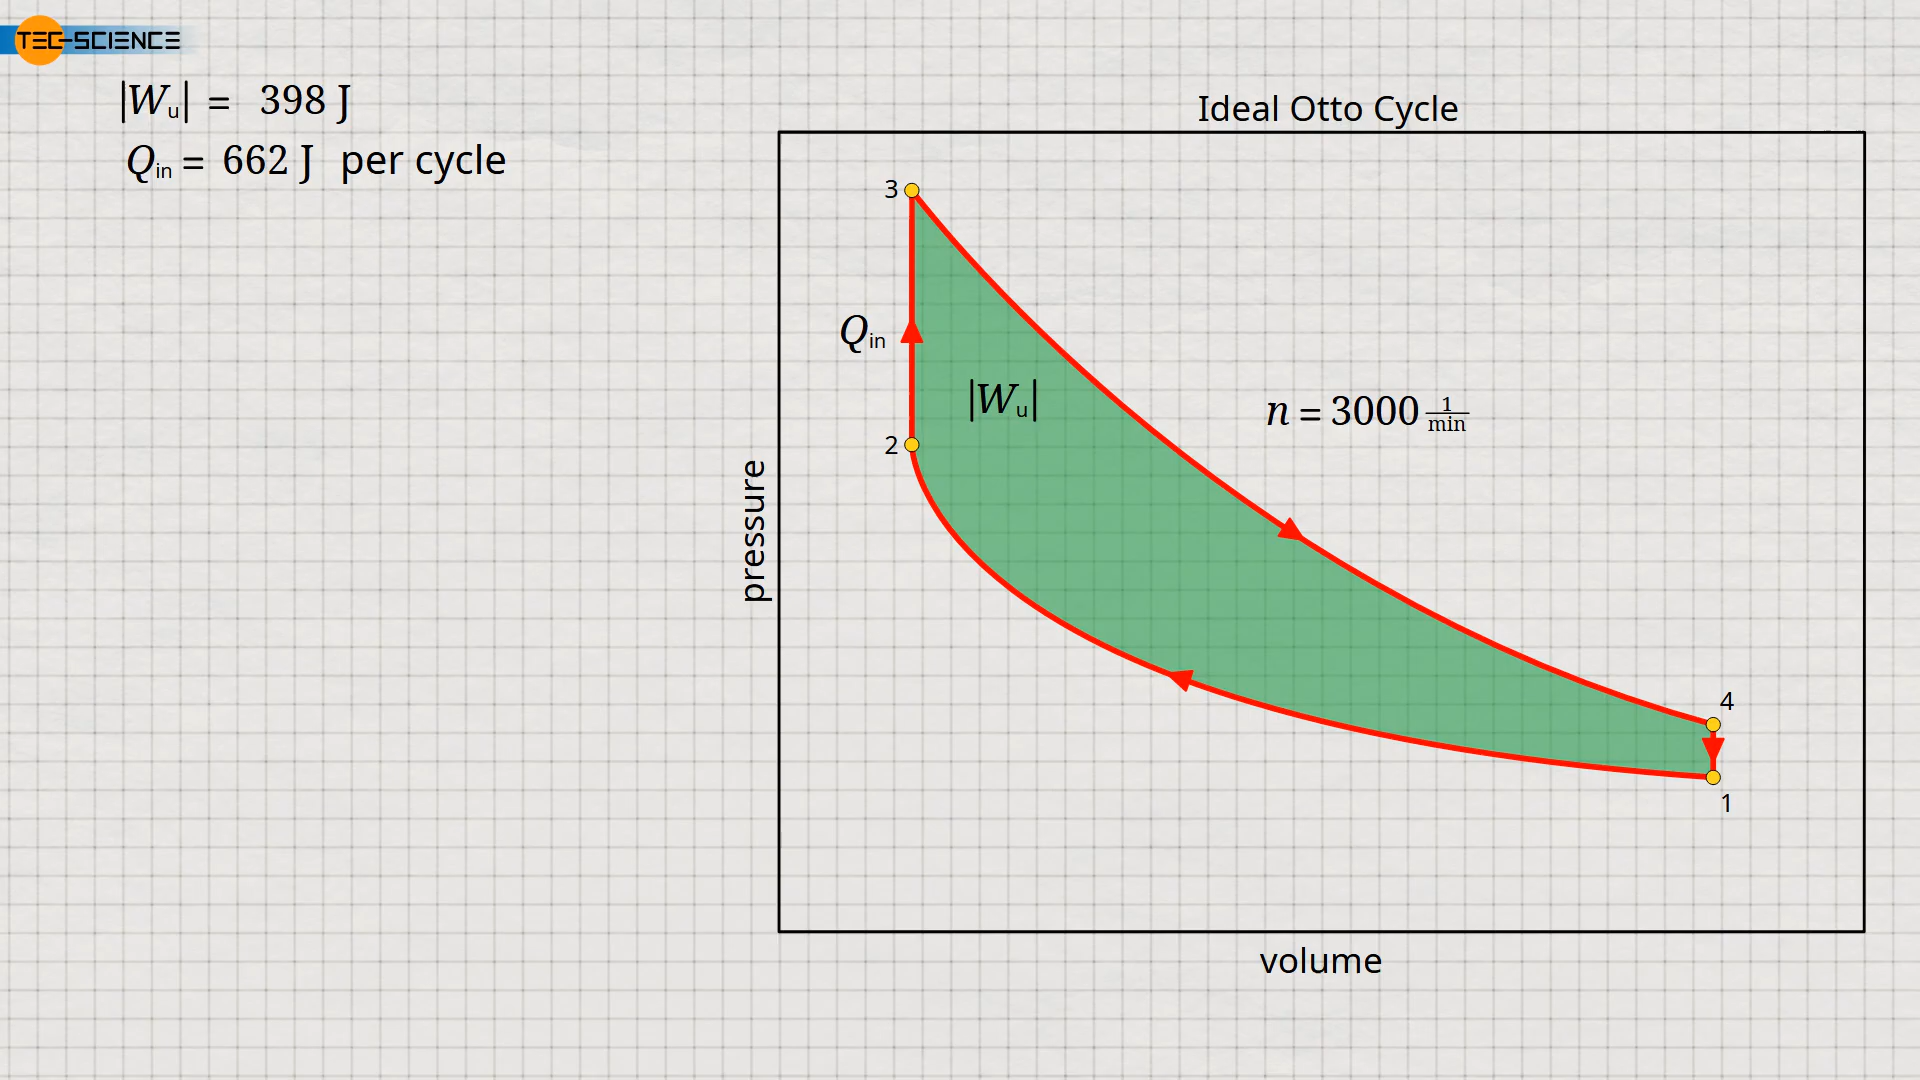 TEC-SCIENCE
|Wu| = 398 J
Qin = 662 J per cycle
Ideal Otto Cycle
3
Qin
|Wu|
n = 3000 1/min
2
pressure
4
1
volume